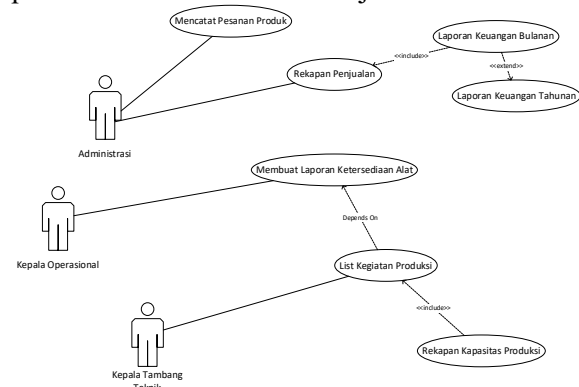 Mencatat Pesanan Produk
Laporan Keuangan Bulanan
<<include>>
<<extend>>
Rekapan Penjualan
Laporan Keuangan Tahunan
Administrasi
Membuat Laporan Ketersediaan Alat
Depends On
Kepala Operasional
List Kegiatan Produksi
<<include>>
Rekapan Kapasitas Produksi
Kepala Tambang